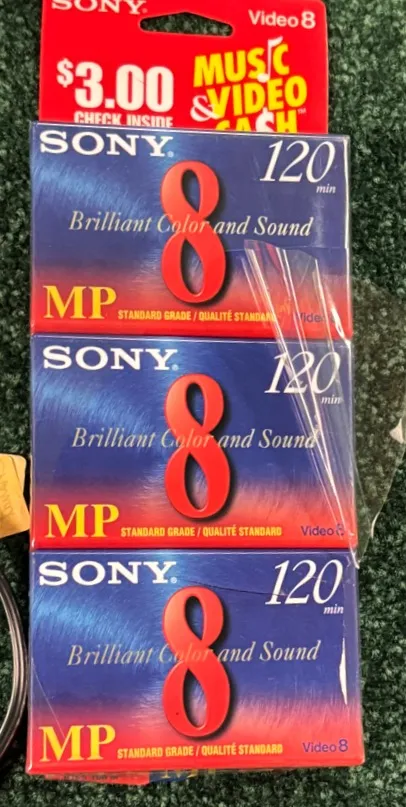 SONY.
Video 8
$3.00
CHECK INSIDE
MUSIC
& VIDEO
CA$H™
SONY®
120
min
8
Brilliant Color and Sound
MP STANDARD GRADE / QUALITÉ STANDARD
Video 8
SONY®
120
min
8
Brilliant Color and Sound
MP STANDARD GRADE / QUALITÉ STANDARD
Video 8
SONY®
120
min
8
Brilliant Color and Sound
MP STANDARD GRADE / QUALITÉ STANDARD
Video 8